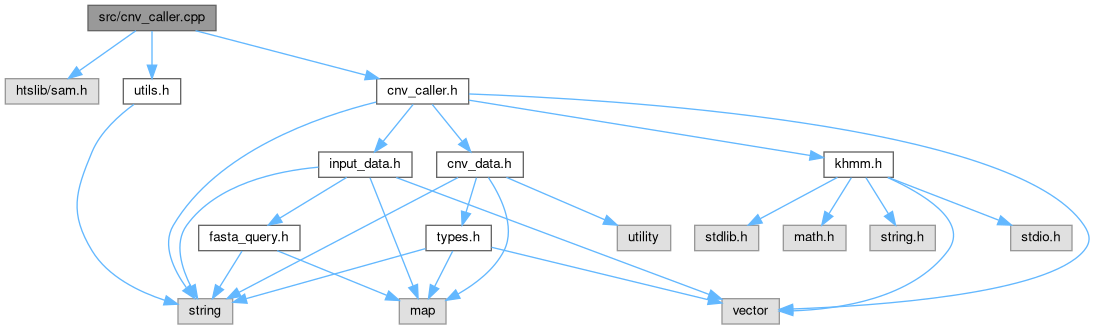 src/cnv_caller.cpp
htslib/sam.h
utils.h
cnv_caller.h
input_data.h
cnv_data.h
khmm.h
fasta_query.h
types.h
utility
stdlib.h
math.h
string.h
stdio.h
string
map
vector